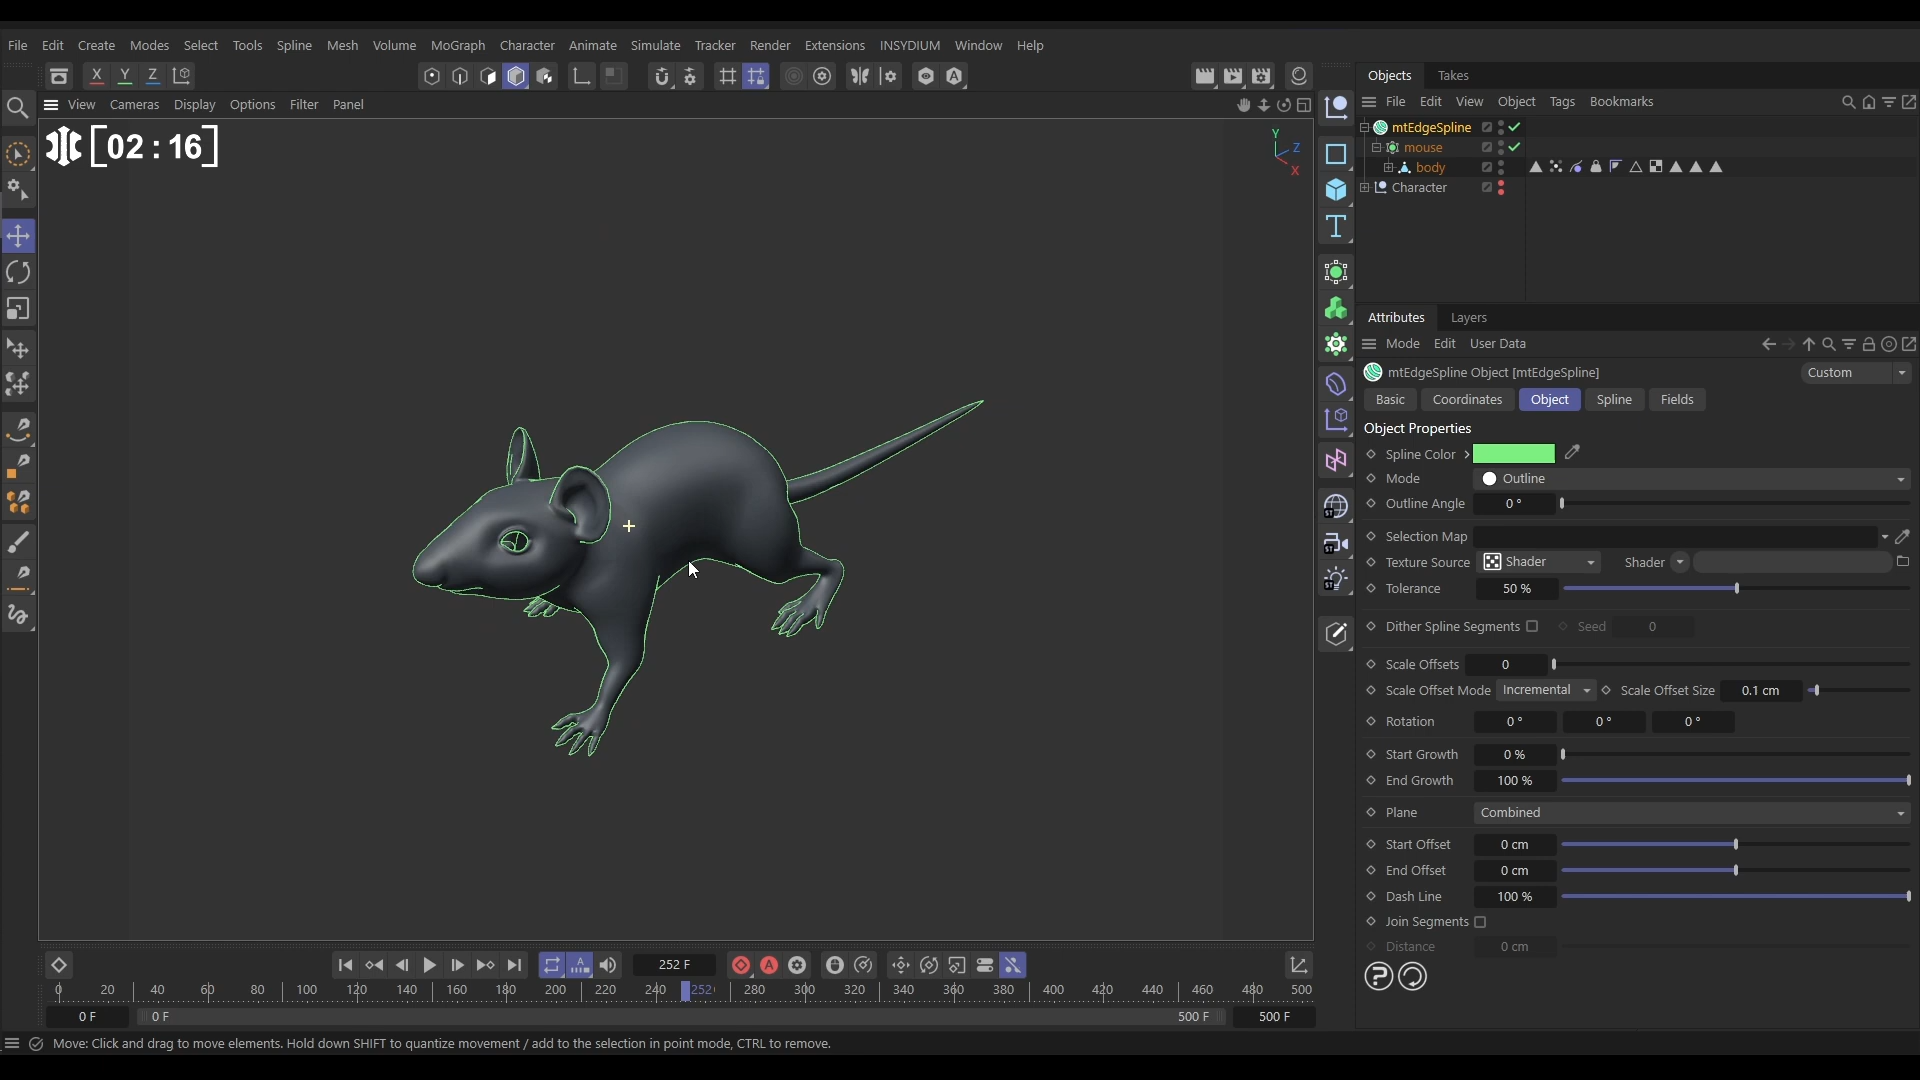 File Edit Create Modes Select Tools Spline Mesh Volume MoGraph Character Animate Simulate Tracker Render Extensions INSYDIUM Window Help
Objects Takes
X Y Z
View Cameras Display Options Filter Panel
File Edit View Object Tags Bookmarks
[02:16]
Y
Z
X
mtEdgeSpline
mouse
body
Character
Attributes Layers
Mode Edit User Data
mtEdgeSpline Object [mtEdgeSpline] Custom
Basic Coordinates Object Spline Fields
Object Properties
Spline Color
Mode Outline
Outline Angle 0 °
Selection Map
Texture Source Shader Shader
Tolerance 50 %
Dither Spline Segments Seed 0
Scale Offsets 0
Scale Offset Mode Incremental Scale Offset Size 0.1 cm
Rotation 0 ° 0 ° 0 °
Start Growth 0 %
End Growth 100 %
Plane Combined
Start Offset 0 cm
End Offset 0 cm
Dash Line 100 %
Join Segments
Distance 0 cm
252 F
0 20 40 60 80 100 120 140 160 180 200 220 240 252 280 300 320 340 360 380 400 420 440 460 480 500
0 F 0 F 500 F 500 F
Move: Click and drag to move elements. Hold down SHIFT to quantize movement / add to the selection in point mode, CTRL to remove.